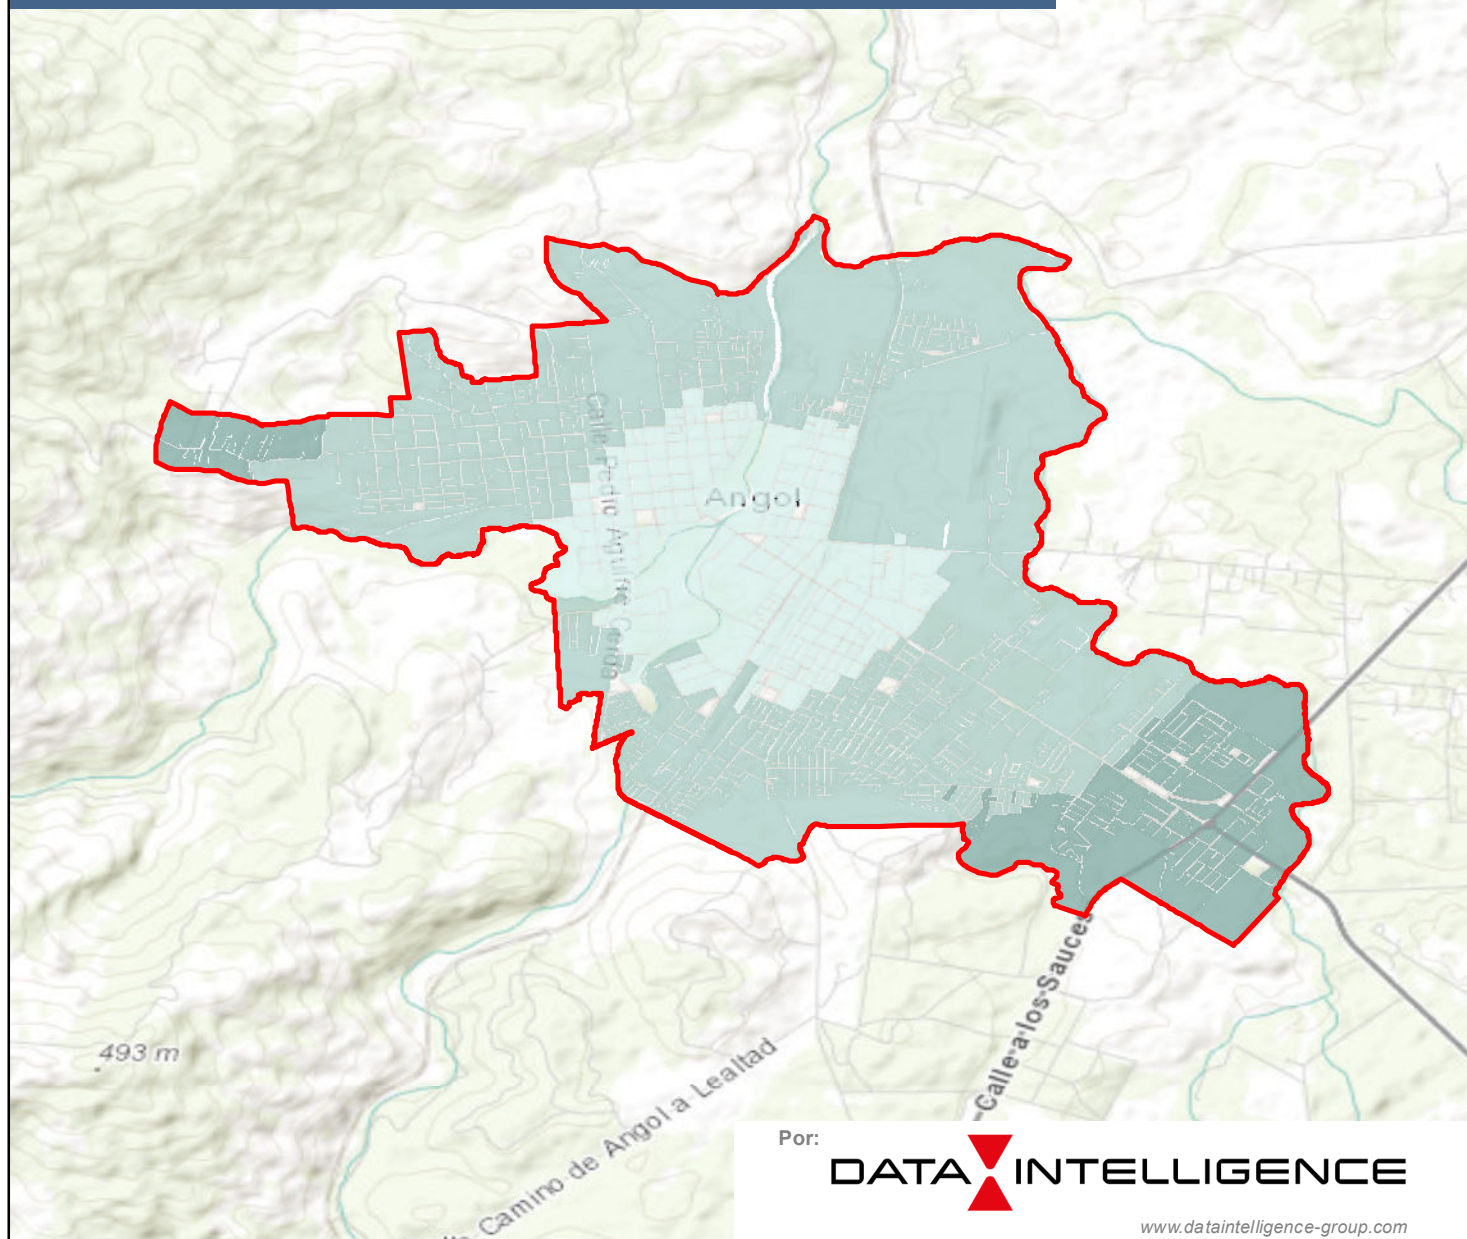 Calle Pedro Aguirre Cerda
Angol
493 m
Camino de Angol a Lealtad
Calle-a-los-Sauces
Por:
DATA INTELLIGENCE
www.dataintelligence-group.com